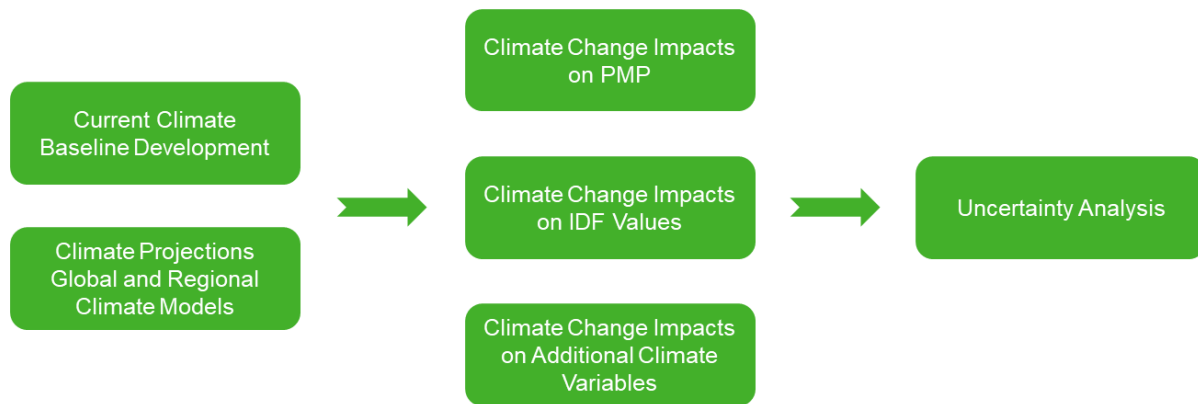 Current Climate
Baseline Development
Climate Projections
Global and Regional
Climate Models
Climate Change Impacts
on PMP
Climate Change Impacts
on IDF Values
Climate Change Impacts
on Additional Climate
Variables
Uncertainty Analysis